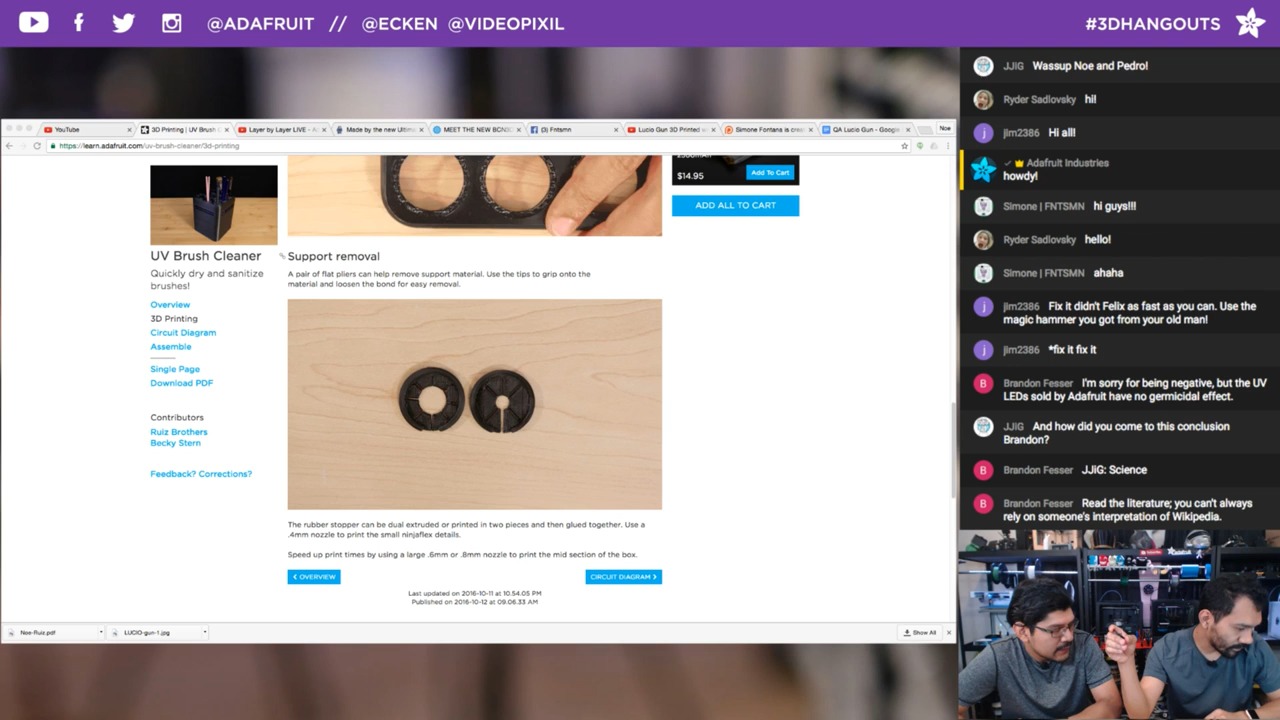 @ADAFRUIT // @ECKEN @VIDEOPIXIL
#3DHANGOUTS
YouTube
3D Printing | UV Brush C
Layer by Layer LIVE - Ad
Made by the new Ultima
MEET THE NEW BCN3D
(3) Fntsmn
Lucio Gun 3D Printed w
Simone Fontana is crea
QA Lucio Gun - Google
Noe
https://learn.adafruit.com/uv-brush-cleaner/3d-printing
$14.95
Add To Cart
ADD ALL TO CART
UV Brush Cleaner
Quickly dry and sanitize
brushes!
Overview
3D Printing
Circuit Diagram
Assemble
Single Page
Download PDF
Contributors
Ruiz Brothers
Becky Stern
Feedback? Corrections?
Support removal
A pair of flat pliers can help remove support material. Use the tips to grip onto the
material and loosen the bond for easy removal.
The rubber stopper can be dual extruded or printed in two pieces and then glued together. Use a
.4mm nozzle to print the small ninjaflex details.
Speed up print times by using a large .6mm or .8mm nozzle to print the mid section of the box.
< OVERVIEW
CIRCUIT DIAGRAM >
Last updated on 2016-10-11 at 10.54.05 PM
Published on 2016-10-12 at 09.06.33 AM
Noe-Ruiz.pdf
LUCIO-gun-1.jpg
Show All
JJIG Wassup Noe and Pedro!
Ryder Sadlovsky hi!
jim2386 Hi all!
Adafruit Industries
howdy!
Simone | FNTSMN hi guys!!!
Ryder Sadlovsky hello!
Simone | FNTSMN ahaha
jim2386 Fix it didn't Felix as fast as you can. Use the
magic hammer you got from your old man!
jim2386 *fix it fix it
Brandon Fesser I'm sorry for being negative, but the UV
LEDs sold by Adafruit have no germicidal effect.
JJIG And how did you come to this conclusion
Brandon?
Brandon Fesser JJiG: Science
Brandon Fesser Read the literature; you can't always
rely on someone's interpretation of Wikipedia.